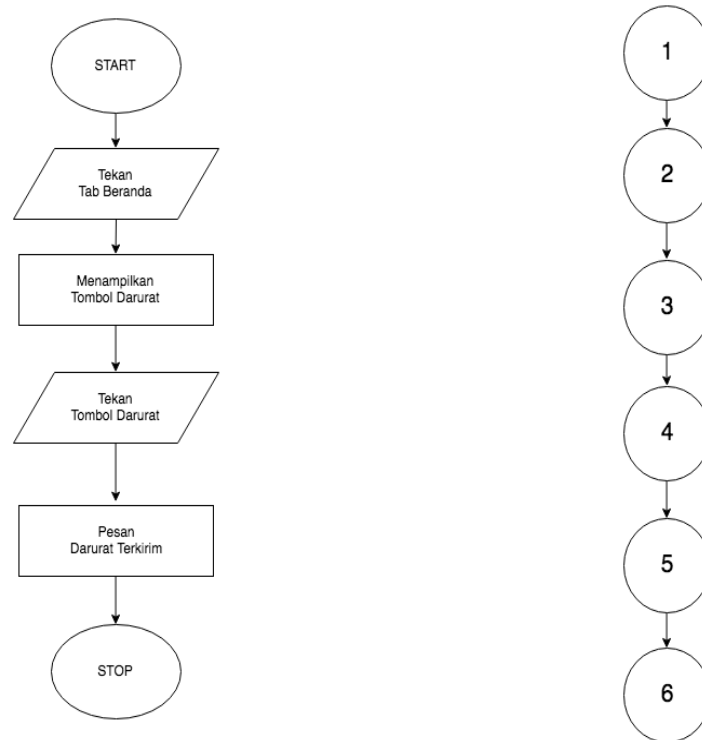 START
Tekan
Tab Beranda
Menampilkan
Tombol Darurat
Tekan
Tombol Darurat
Pesan
Darurat Terkirim
STOP
1
2
3
4
5
6